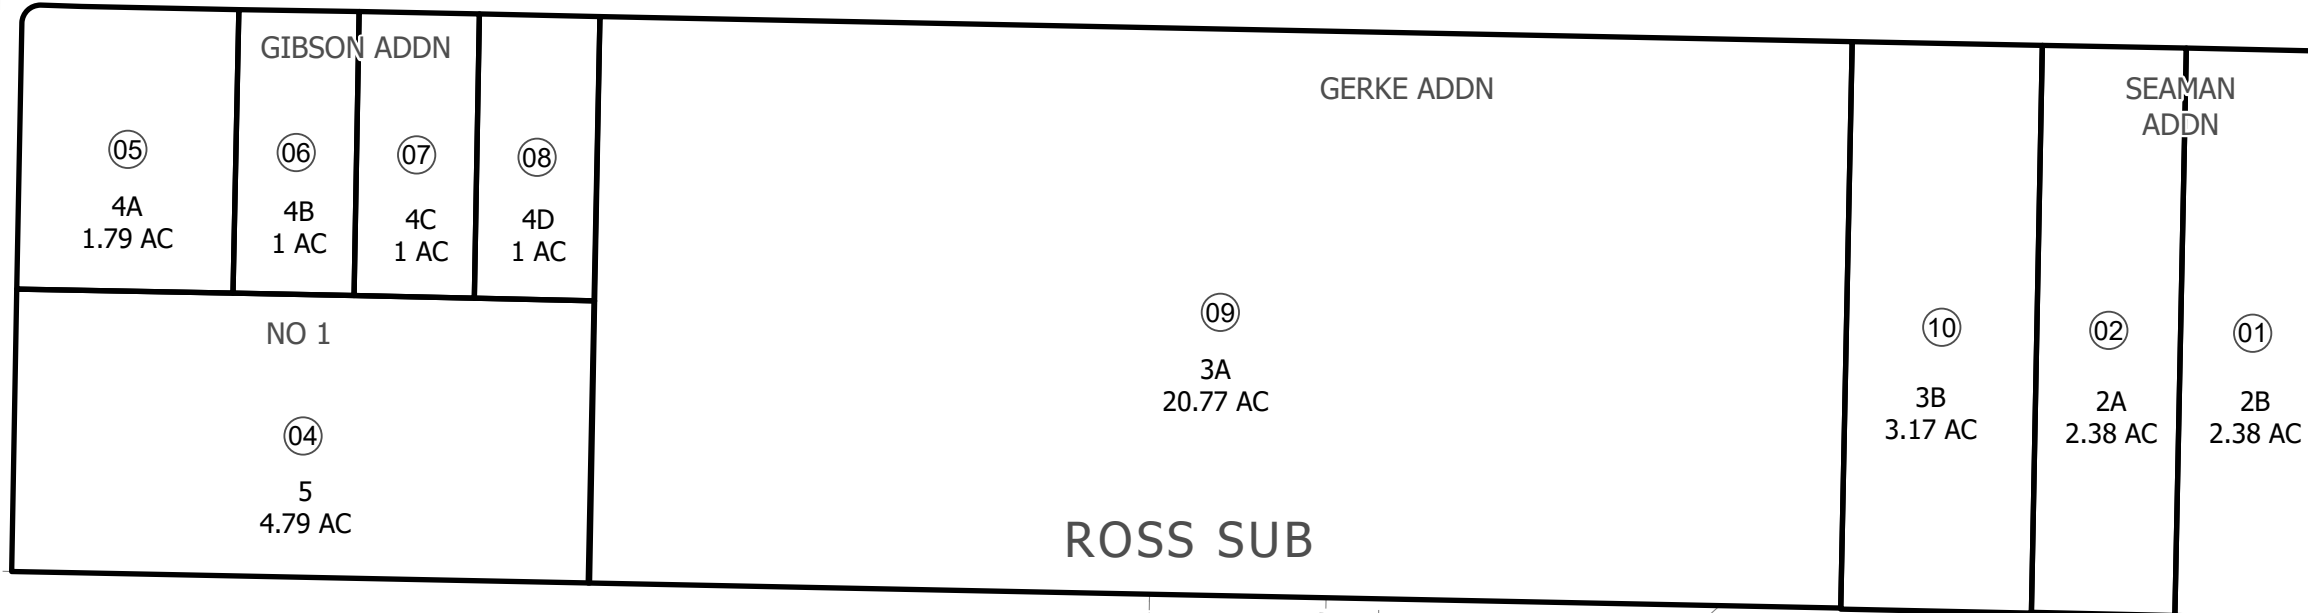 GIBSON ADDN
GERKE ADDN
SEAMAN
ADDN
05
4A
1.79 AC
06
4B
1 AC
07
4C
1 AC
08
4D
1 AC
NO 1
04
5
4.79 AC
09
3A
20.77 AC
10
3B
3.17 AC
02
2A
2.38 AC
01
2B
2.38 AC
ROSS SUB